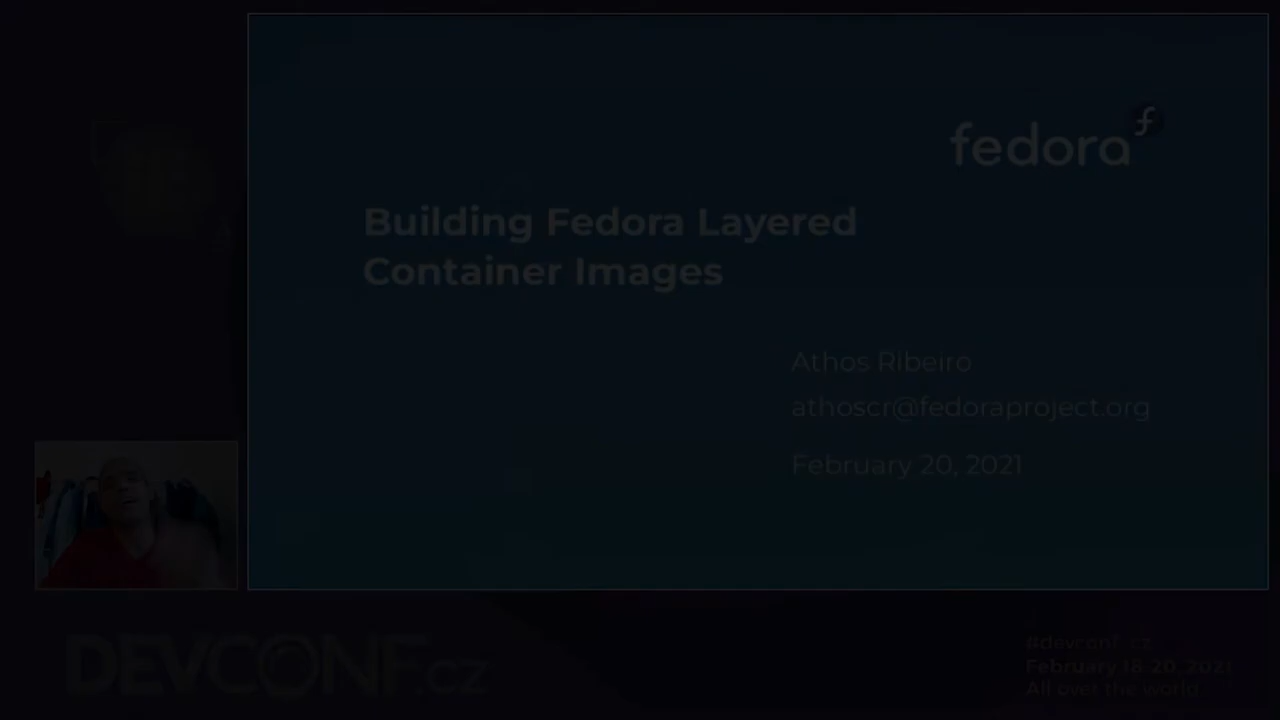 fedora
Building Fedora Layered
Container Images
Athos Ribeiro
athoscr@fedoraproject.org
February 20, 2021
DEVCONF.cz
#devconf_cz
February 18-20, 2021
All over the world